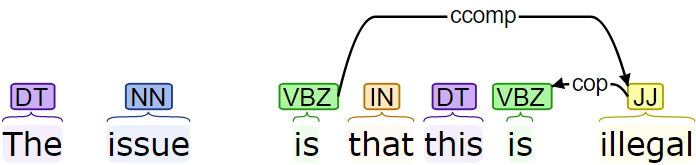 ccomp
cop
DT NN VBZ IN DT VBZ JJ
The issue is that this is illegal